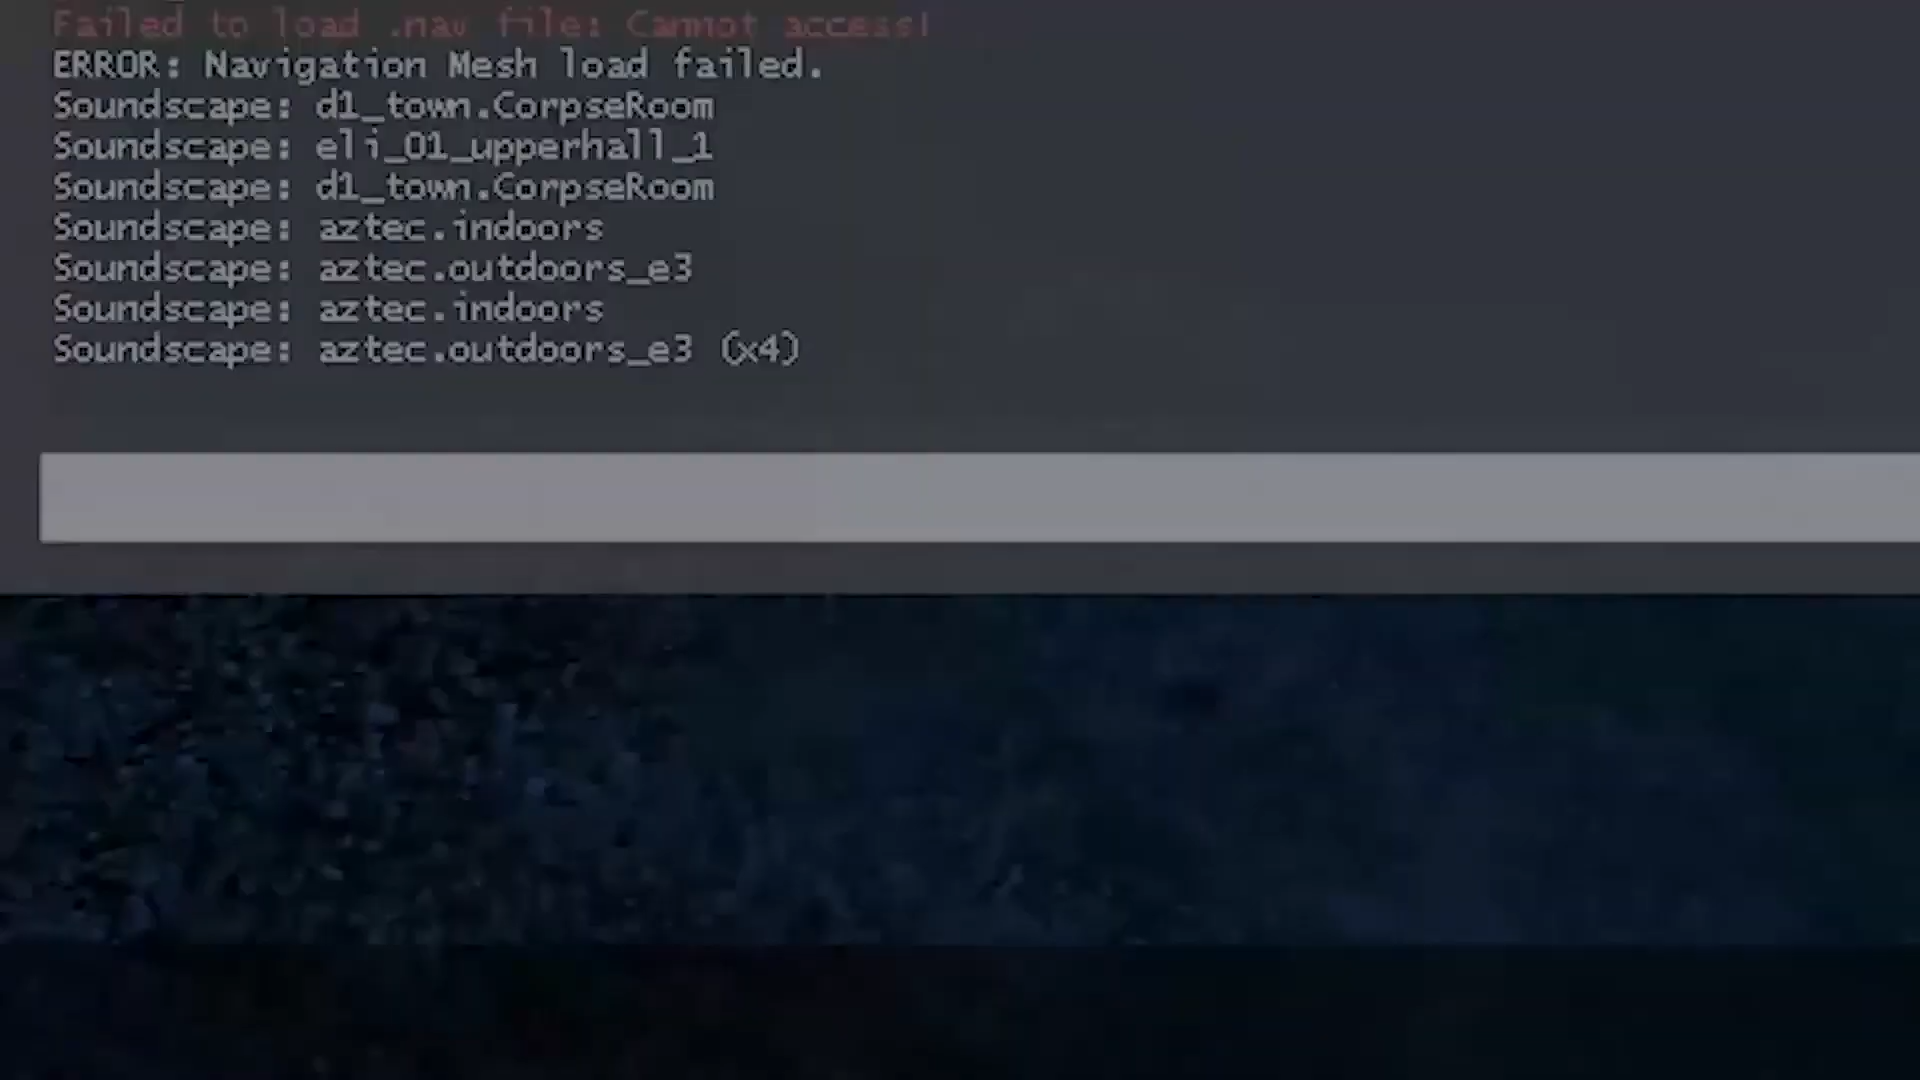 Failed to load .nav file: Cannot access!
ERROR: Navigation Mesh load failed.
Soundscape: d1_town.CorpseRoom
Soundscape: eli_01_upperhall_1
Soundscape: d1_town.CorpseRoom
Soundscape: aztec.indoors
Soundscape: aztec.outdoors_e3
Soundscape: aztec.indoors
Soundscape: aztec.outdoors_e3 (x4)